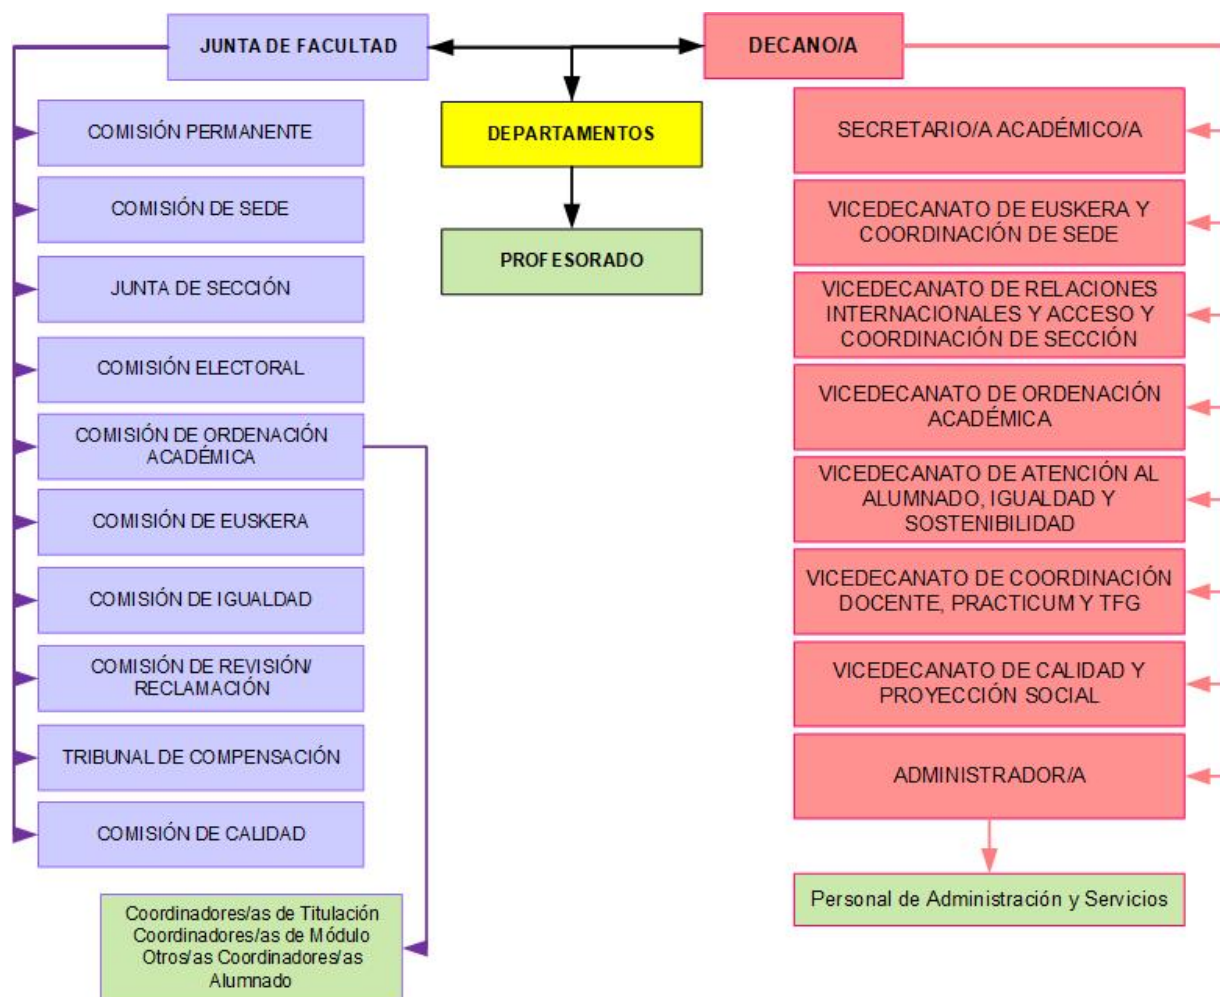 JUNTA DE FACULTAD
DECANO/A
DEPARTAMENTOS
PROFESORADO
COMISIÓN PERMANENTE
COMISIÓN DE SEDE
JUNTA DE SECCIÓN
COMISIÓN ELECTORAL
COMISIÓN DE ORDENACIÓN
ACADÉMICA
COMISIÓN DE EUSKERA
COMISIÓN DE IGUALDAD
COMISIÓN DE REVISIÓN/
RECLAMACIÓN
TRIBUNAL DE COMPENSACIÓN
COMISIÓN DE CALIDAD
Coordinadores/as de Titulación
Coordinadores/as de Módulo
Otros/as Coordinadores/as
Alumnado
SECRETARIO/A ACADÉMICO/A
VICEDECANATO DE EUSKERA Y
COORDINACIÓN DE SEDE
VICEDECANATO DE RELACIONES
INTERNACIONALES Y ACCESO Y
COORDINACIÓN DE SECCIÓN
VICEDECANATO DE ORDENACIÓN
ACADÉMICA
VICEDECANATO DE ATENCIÓN AL
ALUMNADO, IGUALDAD Y
SOSTENIBILIDAD
VICEDECANATO DE COORDINACIÓN
DOCENTE, PRACTICUM Y TFG
VICEDECANATO DE CALIDAD Y
PROYECCIÓN SOCIAL
ADMINISTRADOR/A
Personal de Administración y Servicios